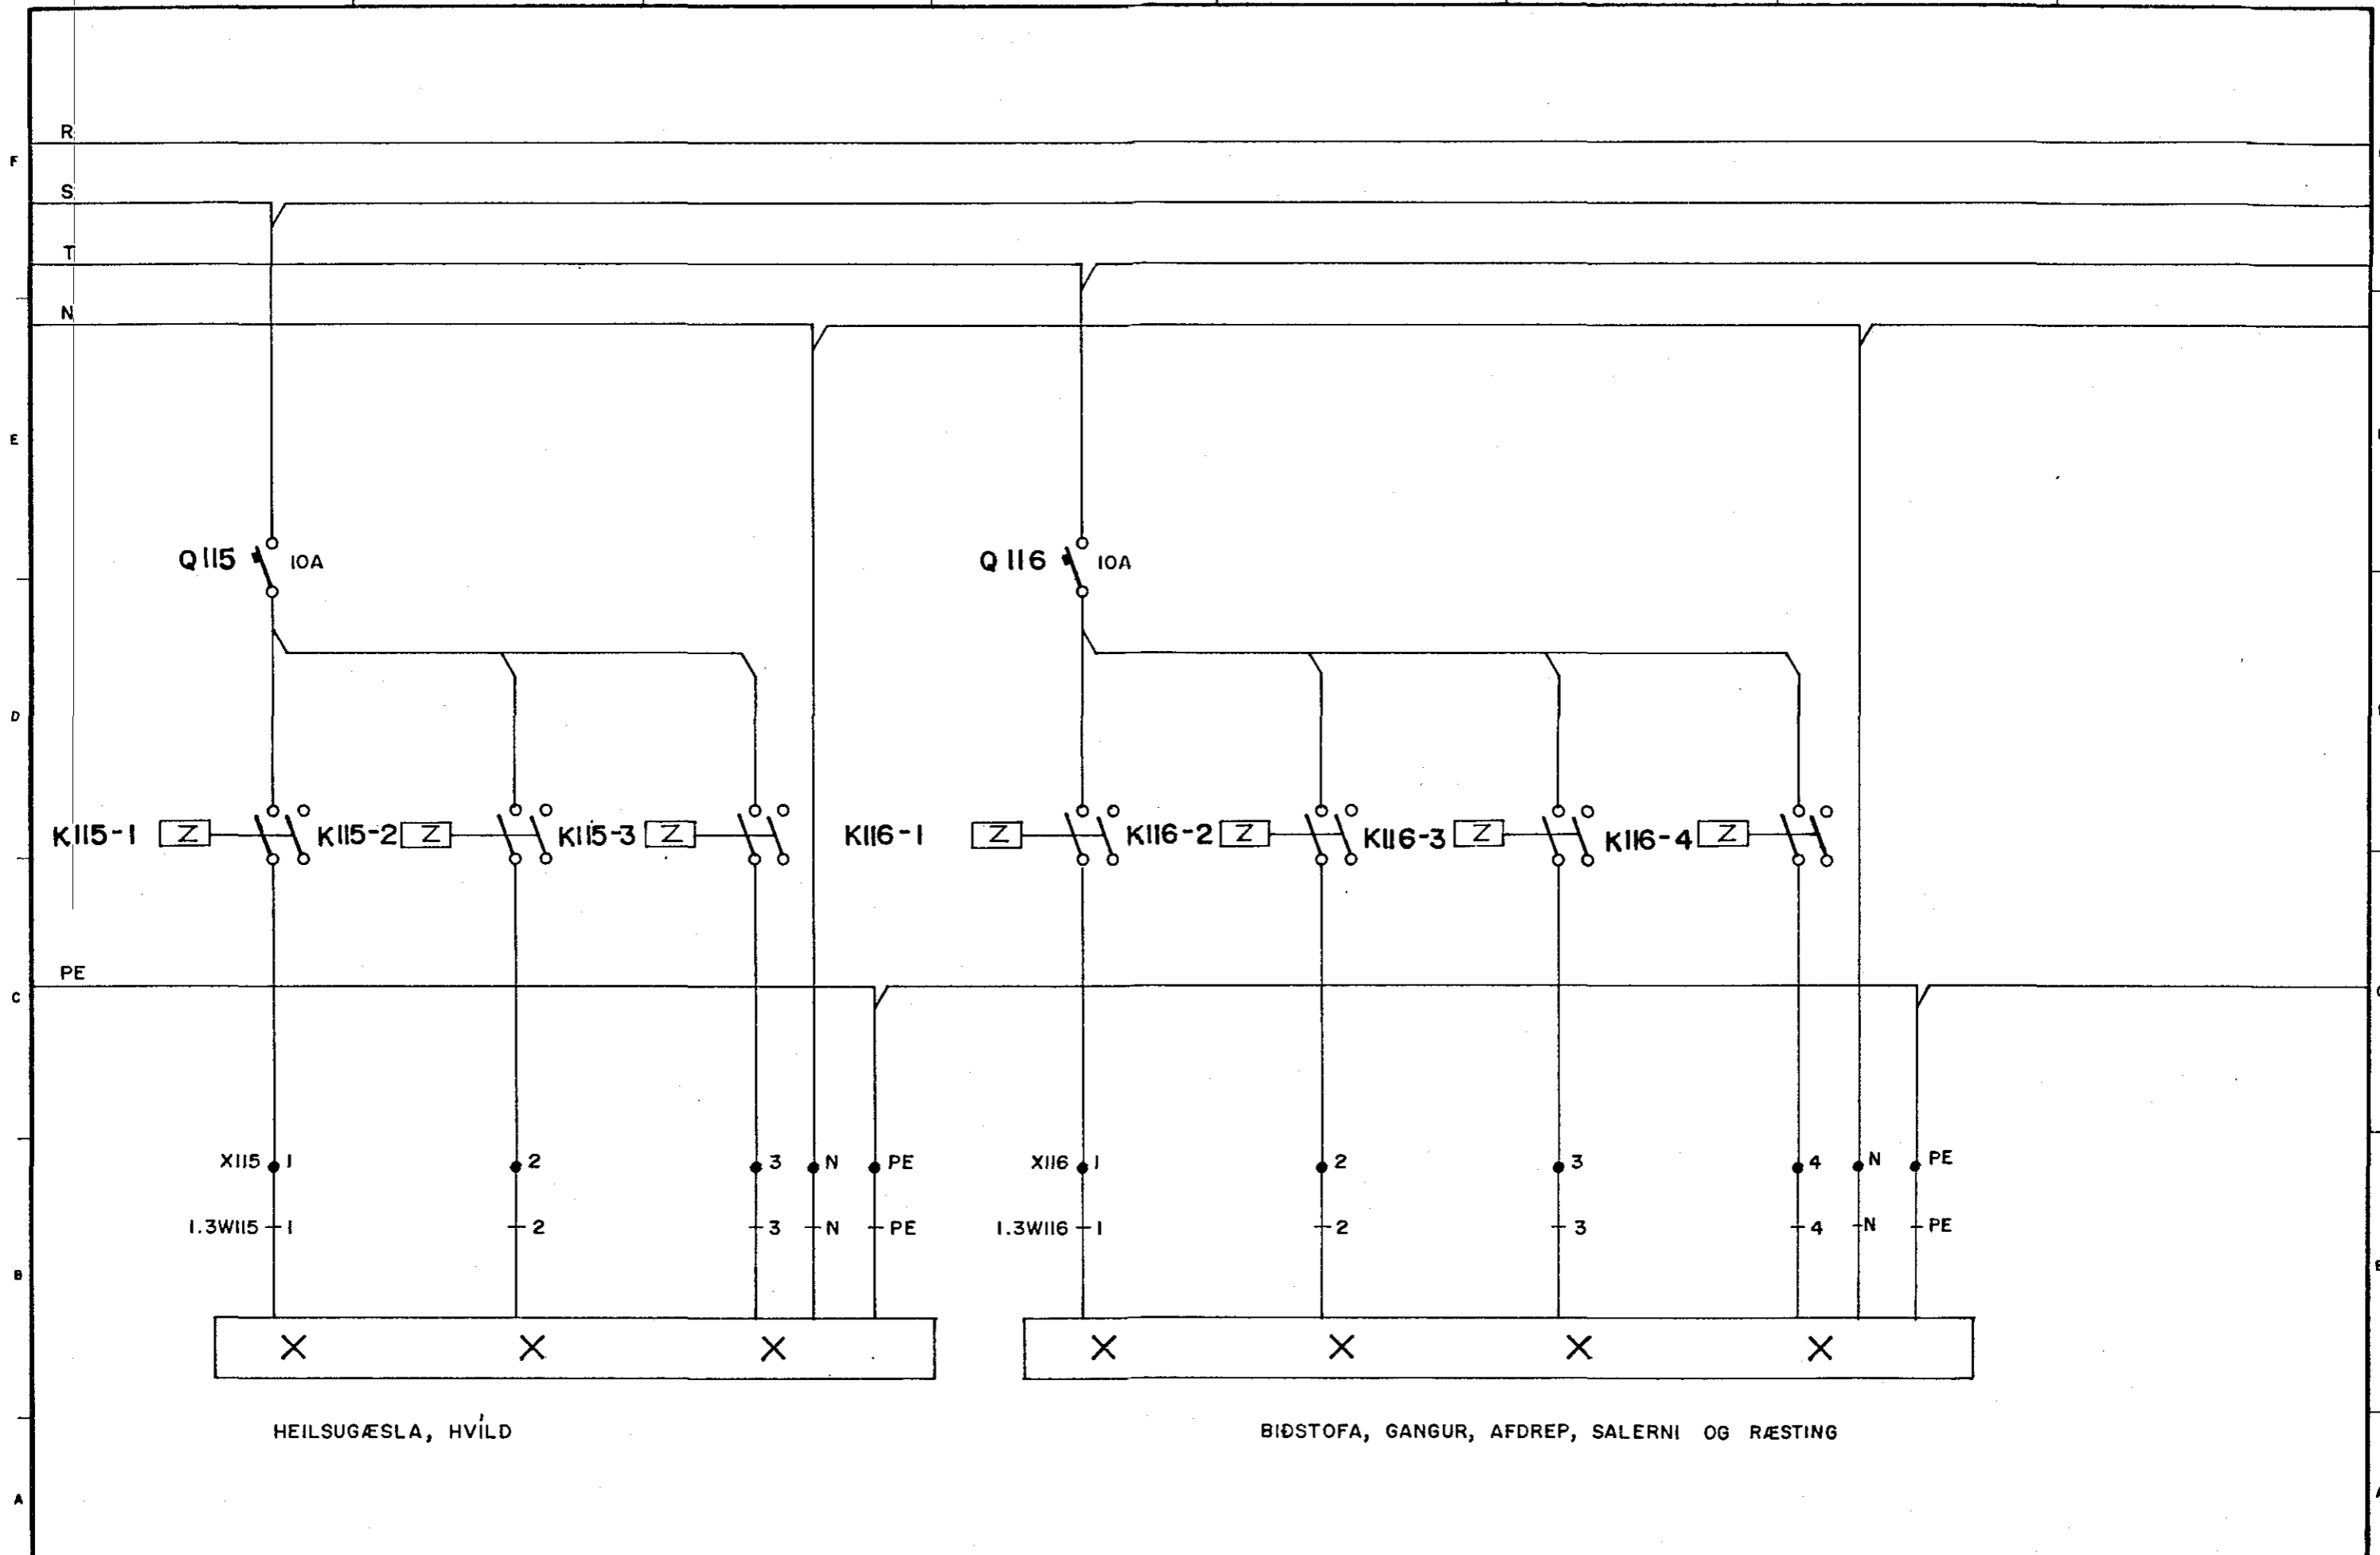 R
F
S
T
N
E
Q115 10A Q116 10A
D
K115-1 Z K115-2 Z K115-3 Z K116-1 Z K116-2 Z K116-3 Z K116-4 Z
PE
C
X115 1 2 3 N PE X116 1 2 3 4 N PE
1.3W115 1 2 3 N PE 1.3W116 1 2 3 4 N PE
B
HEILSUGÆSLA, HVÍLD BIÐSTOFA, GANGUR, AFDREP, SALERNI OG RÆSTING
A